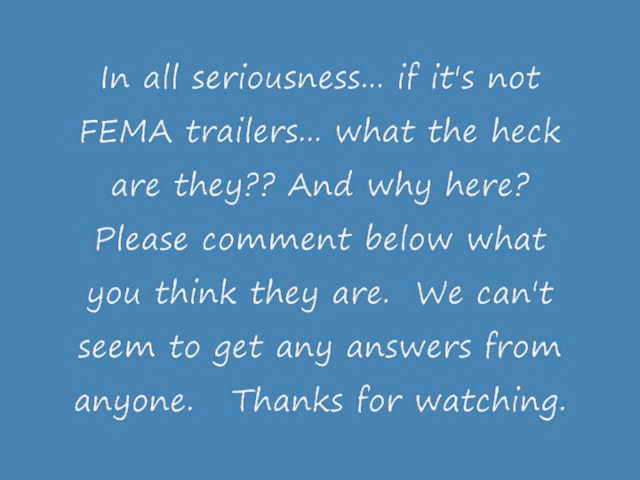 In all seriousness... if it's not
FEMA trailers... what the heck
are they?? And why here?
Please comment below what
you think they are.  We can't
seem to get any answers from
anyone.   Thanks for watching.